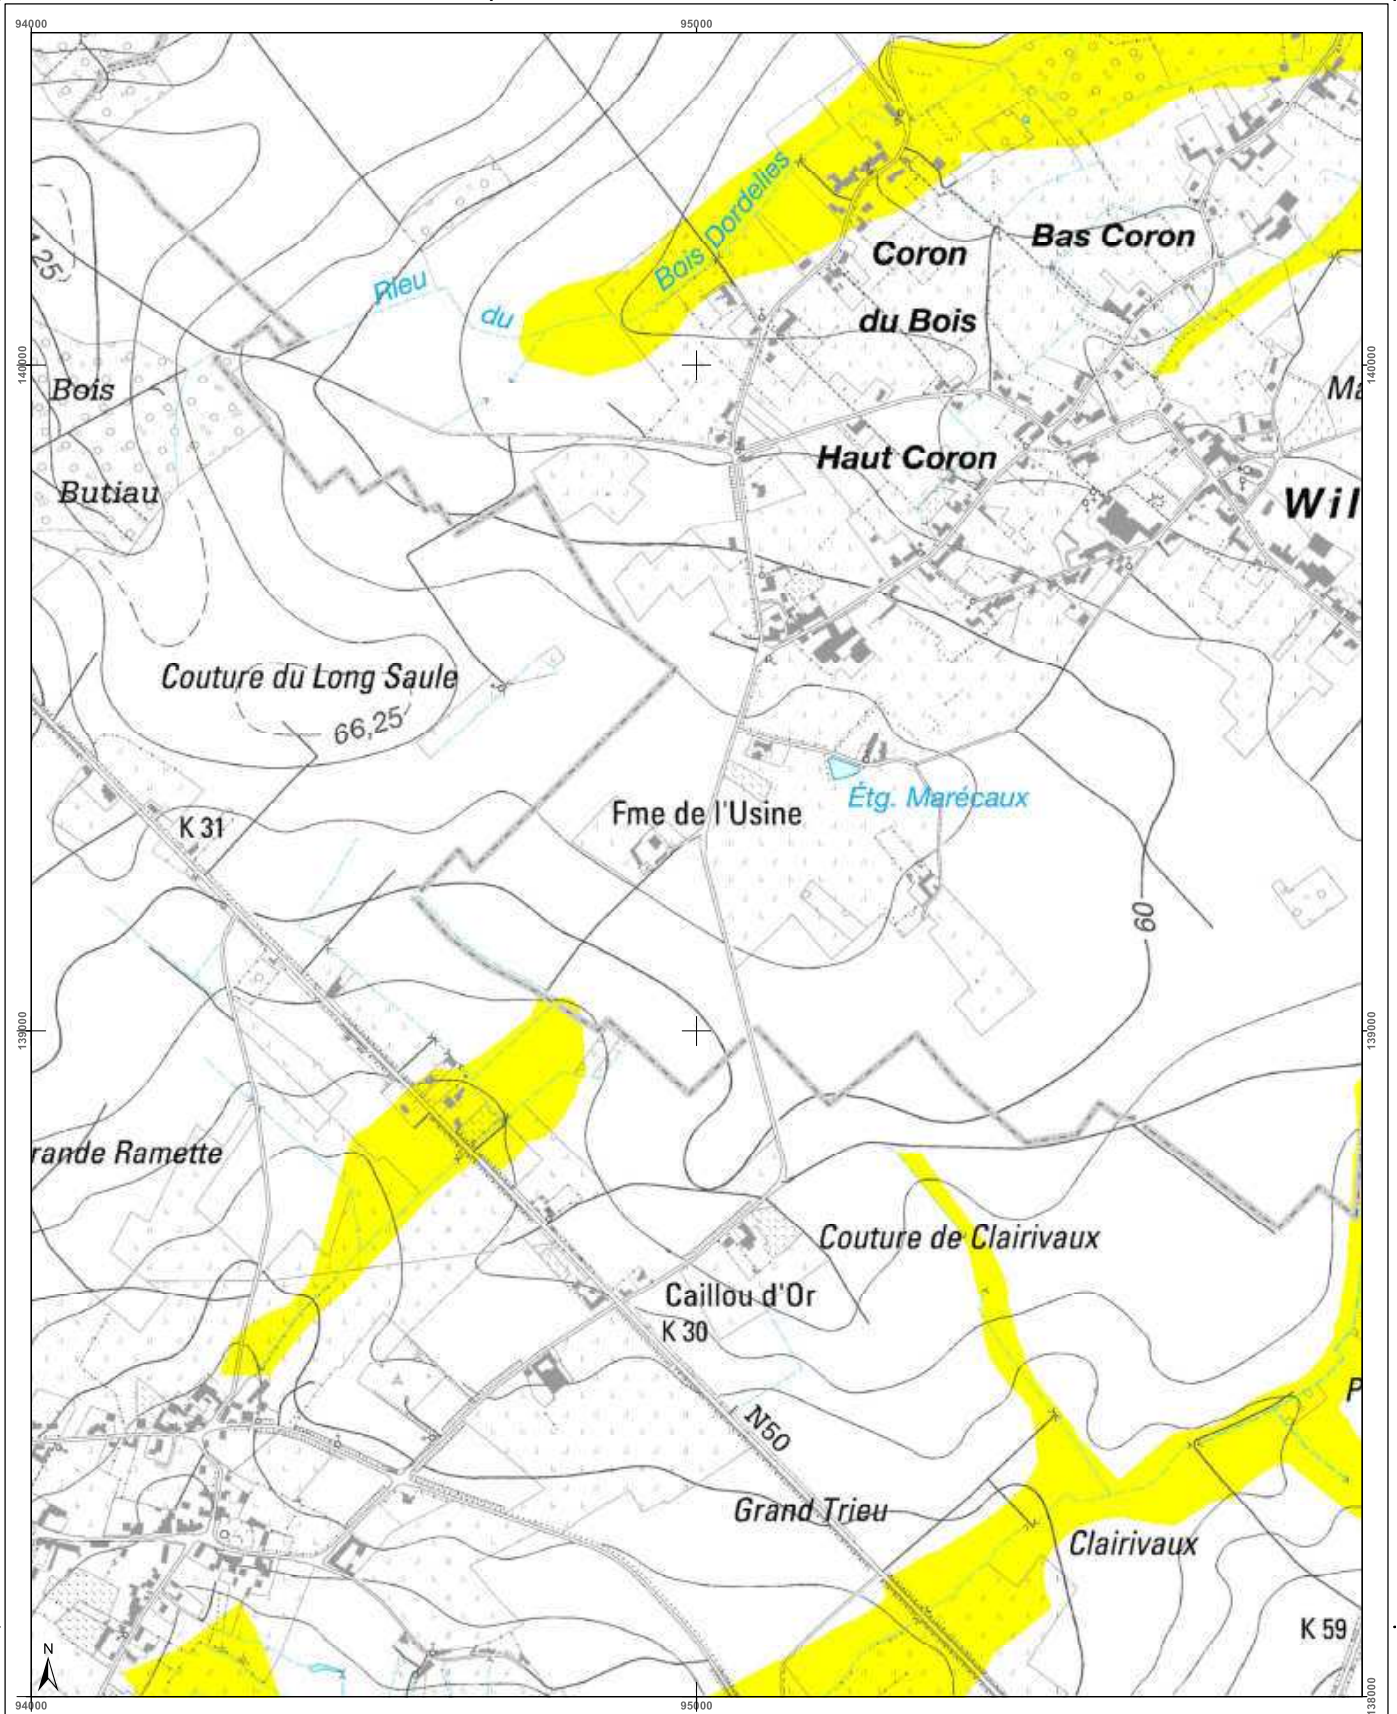 94000
95000
Bois Dordelies
Bas Coron
Coron
Rieu
du
du Bois
140000
140000
Bois
Haut Coron
Butiau
Wil
Couture du Long Saule
66,25
Étg. Marécaux
Fme de l'Usine
K 31
60
139000
139000
rande Ramette
Couture de Clairivaux
Caillou d'Or
K 30
P
N50
Grand Trieu
Clairivaux
K 59
N
94000
95000
138000